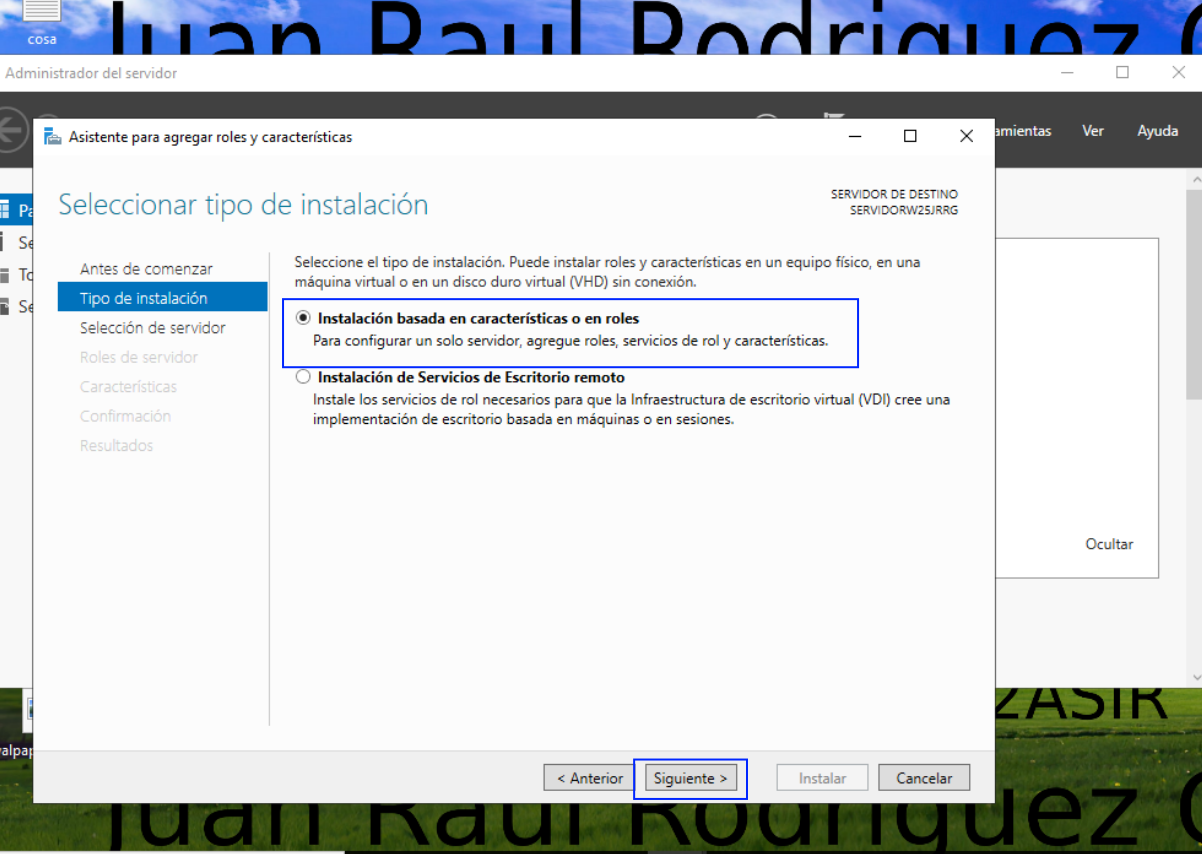 cosa
Juan Raul Rodriguez
Administrador del servidor
Ver
Ayuda
Asistente para agregar roles y características
Seleccionar tipo de instalación
SERVIDOR DE DESTINO
SERVIDORW25JRRG
Antes de comenzar
Tipo de instalación
Selección de servidor
Roles de servidor
Características
Confirmación
Resultados
Seleccione el tipo de instalación. Puede instalar roles y características en un equipo físico, en una
máquina virtual o en un disco duro virtual (VHD) sin conexión.
Instalación basada en características o en roles
Para configurar un solo servidor, agregue roles, servicios de rol y características.
Instalación de Servicios de Escritorio remoto
Instale los servicios de rol necesarios para que la Infraestructura de escritorio virtual (VDI) cree una
implementación de escritorio basada en máquinas o en sesiones.
Ocultar
2ASIR
< Anterior
Siguiente >
Instalar
Cancelar
Juan Raul Rodriguez